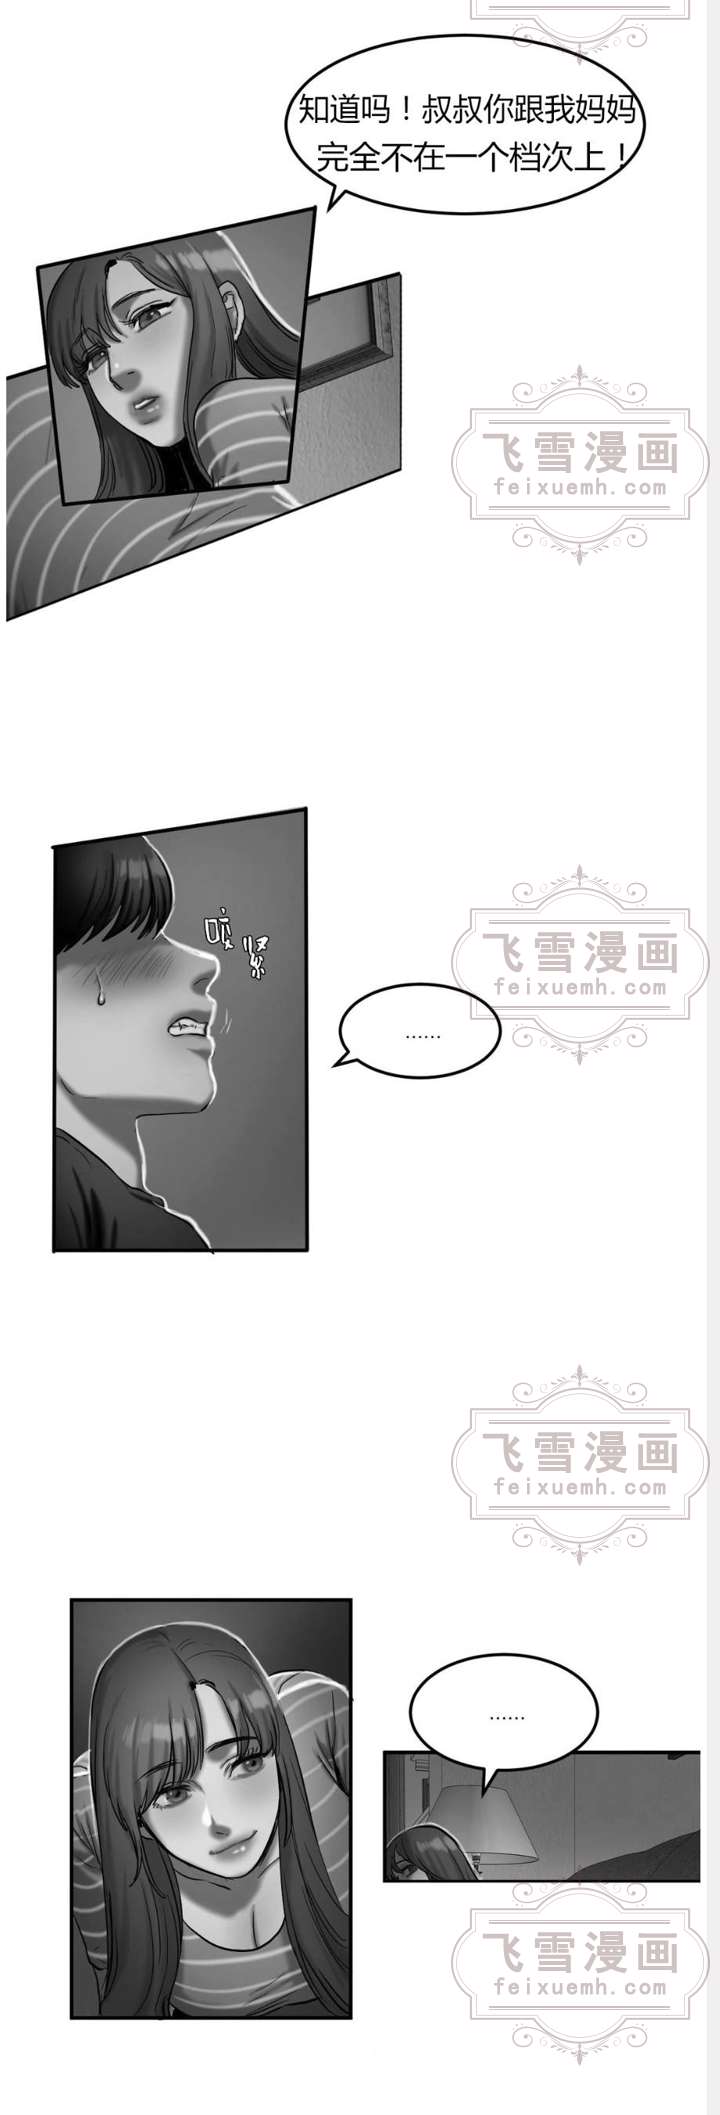 知道吗！叔叔你跟我妈妈
完全不在一个档次上！
飞雪漫画
feixuemh.com
咬
紧
飞雪漫画
feixuemh.com
······
飞雪漫画
feixuemh.com
······
飞雪漫画
feixuemh.com